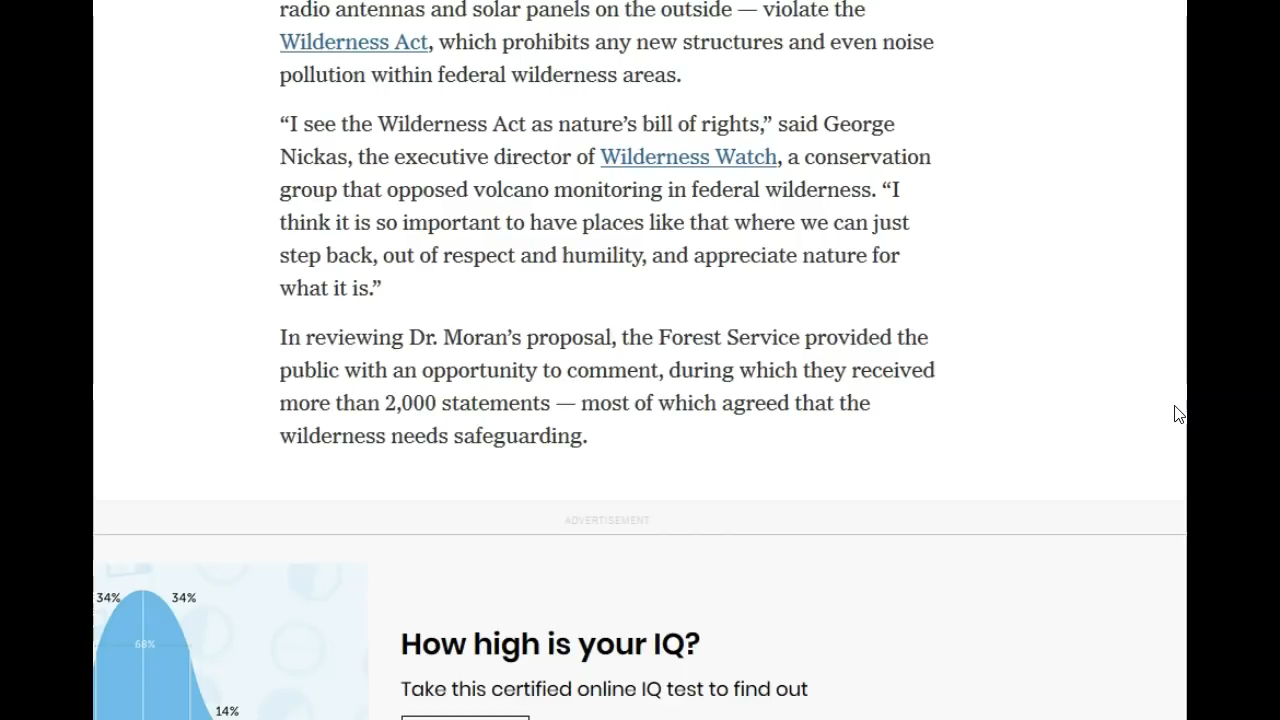 radio antennas and solar panels on the outside — violate the
Wilderness Act, which prohibits any new structures and even noise
pollution within federal wilderness areas.
“I see the Wilderness Act as nature’s bill of rights,” said George
Nickas, the executive director of Wilderness Watch, a conservation
group that opposed volcano monitoring in federal wilderness. “I
think it is so important to have places like that where we can just
step back, out of respect and humility, and appreciate nature for
what it is.”
In reviewing Dr. Moran’s proposal, the Forest Service provided the
public with an opportunity to comment, during which they received
more than 2,000 statements — most of which agreed that the
wilderness needs safeguarding.
ADVERTISEMENT
34%
34%
68%
14%
How high is your IQ?
Take this certified online IQ test to find out